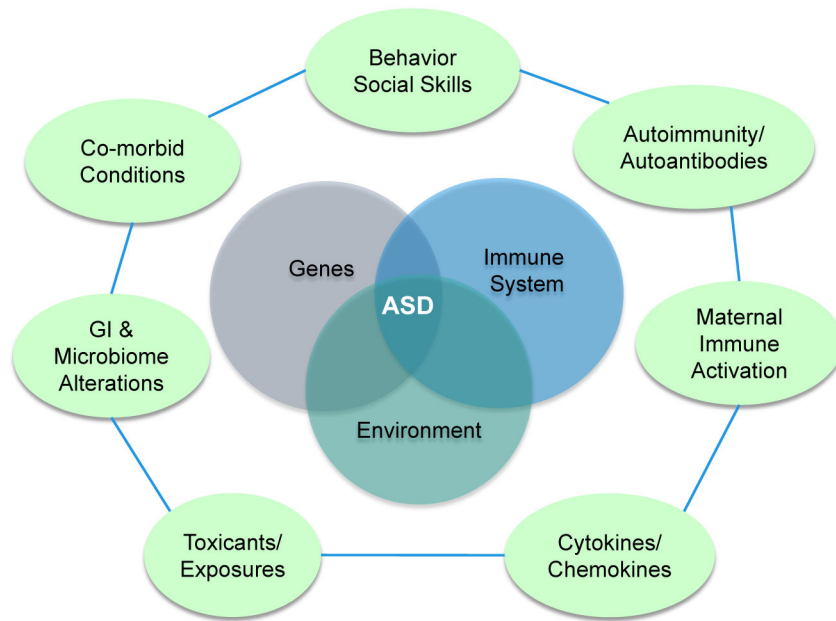 Behavior
Social Skills
Autoimmunity/
Autoantibodies
Co-morbid
Conditions
Genes
Immune
System
ASD
GI &
Microbiome
Alterations
Maternal
Immune
Activation
Environment
Toxicants/
Exposures
Cytokines/
Chemokines